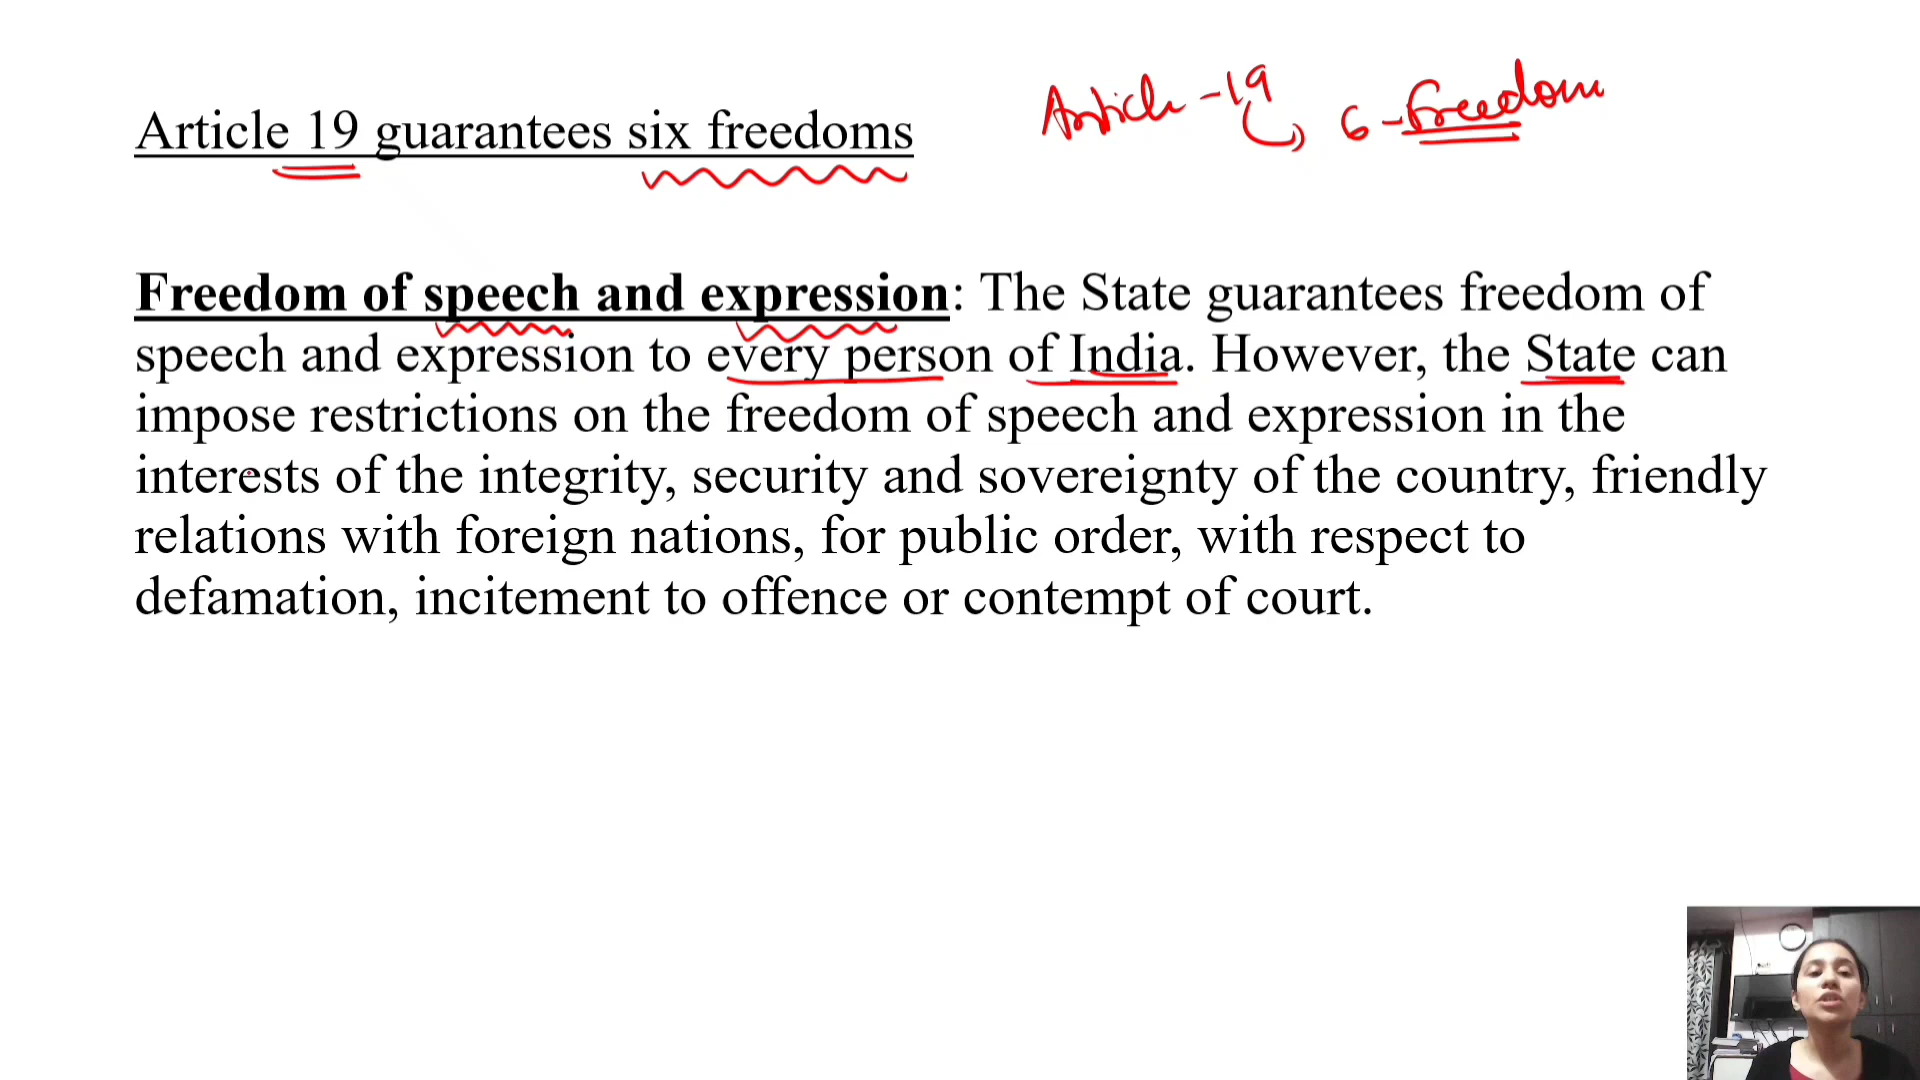 Article 19 guarantees six freedoms
Article -19
6-Freedom
Freedom of speech and expression: The State guarantees freedom of
speech and expression to every person of India. However, the State can
impose restrictions on the freedom of speech and expression in the
interests of the integrity, security and sovereignty of the country, friendly
relations with foreign nations, for public order, with respect to
defamation, incitement to offence or contempt of court.